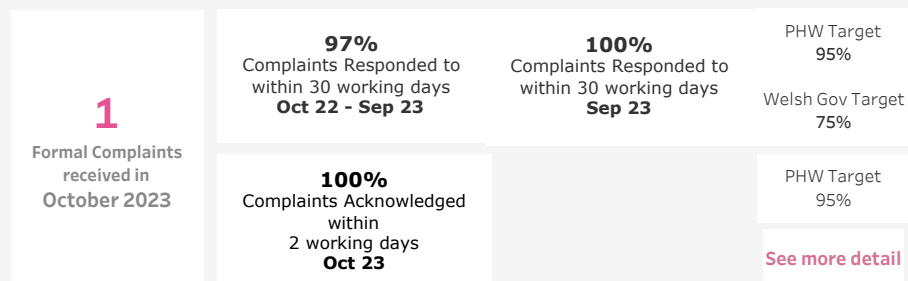 1
Formal Complaints
received in
October 2023
97%
Complaints Responded to
within 30 working days
Oct 22 - Sep 23
100%
Complaints Responded to
within 30 working days
Sep 23
PHW Target
95%
Welsh Gov Target
75%
100%
Complaints Acknowledged
within
2 working days
Oct 23
PHW Target
95%
See more detail